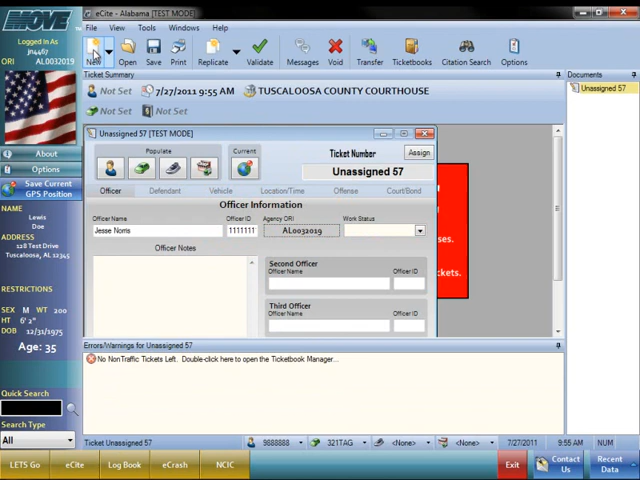 MOVE
Logged In As
jn4467
ORI AL0032019
About
Options
Save Current
GPS Position
NAME
Lewis
Doe
ADDRESS
128 Test Drive
Tuscaloosa, AL 12345
RESTRICTIONS
SEX M WT 200
HT 6' 2"
DOB 12/31/1975
Age: 35
Quick Search
Search Type
All
eCite - Alabama [TEST MODE]
File View Tools Windows Help
New Open Save Print Replicate Validate Messages Void Transfer Ticketbooks Citation Search Options
Ticket Summary
Not Set 7/27/2011 9:55 AM TUSCALOOSA COUNTY COURTHOUSE
Not Set Not Set
Documents
Unassigned 57
Unassigned 57 [TEST MODE]
Populate Current
Ticket Number Assign
Unassigned 57
Officer Defendant Vehicle Location/Time Offense Court/Bond
Officer Information
Officer Name Officer ID Agency ORI Work Status
Jesse Norris 1111111 AL0032019
Officer Notes
Second Officer
Officer Name Officer ID
Third Officer
Officer Name Officer ID
ses.
kets.
Errors/Warnings for Unassigned 57
No NonTraffic Tickets Left. Double-click here to open the Ticketbook Manager...
Ticket Unassigned 57 9888888 321TAG <None> <None> 7/27/2011 9:55 AM NUM
LETS Go eCite Log Book eCrash NCIC Exit Contact Us Recent Data